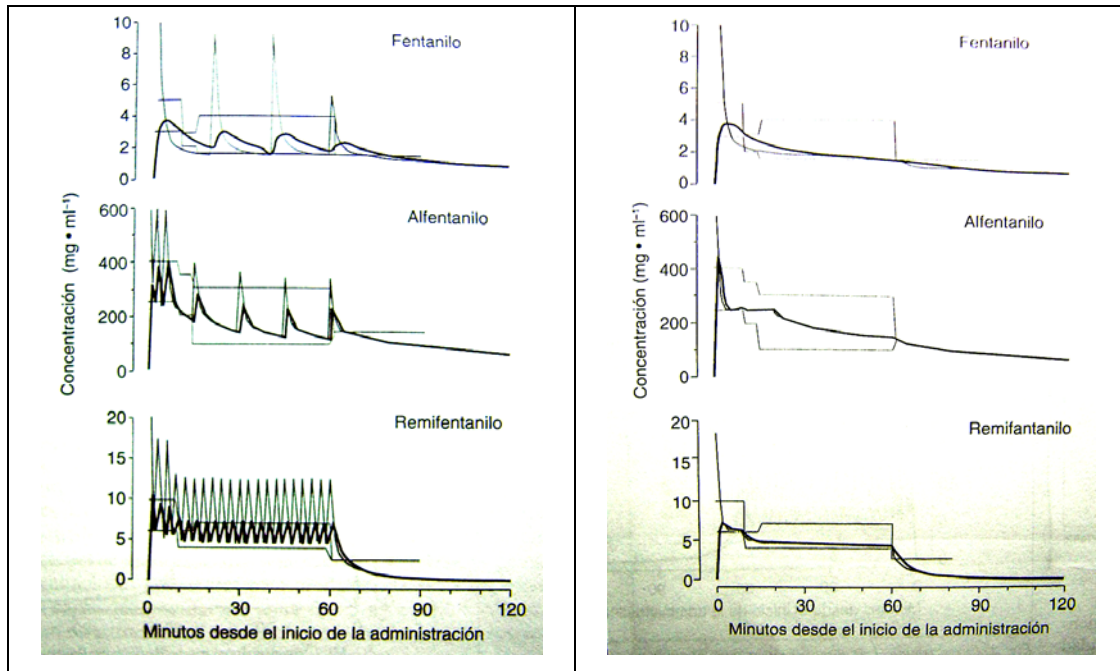 Fentanilo
10
8
6
4
2
0
Alfentanilo
600
400
200
0
Concentración (mg • ml⁻¹)
Remifentanilo
20
15
10
5
0
0 30 60 90 120
Minutos desde el inicio de la administración
Fentanilo
10
8
6
4
2
0
Alfentanilo
600
400
200
0
Concentración (mg • ml⁻¹)
Remifantanilo
20
15
10
5
0
0 30 60 90 120
Minutos desde el inicio de la administración